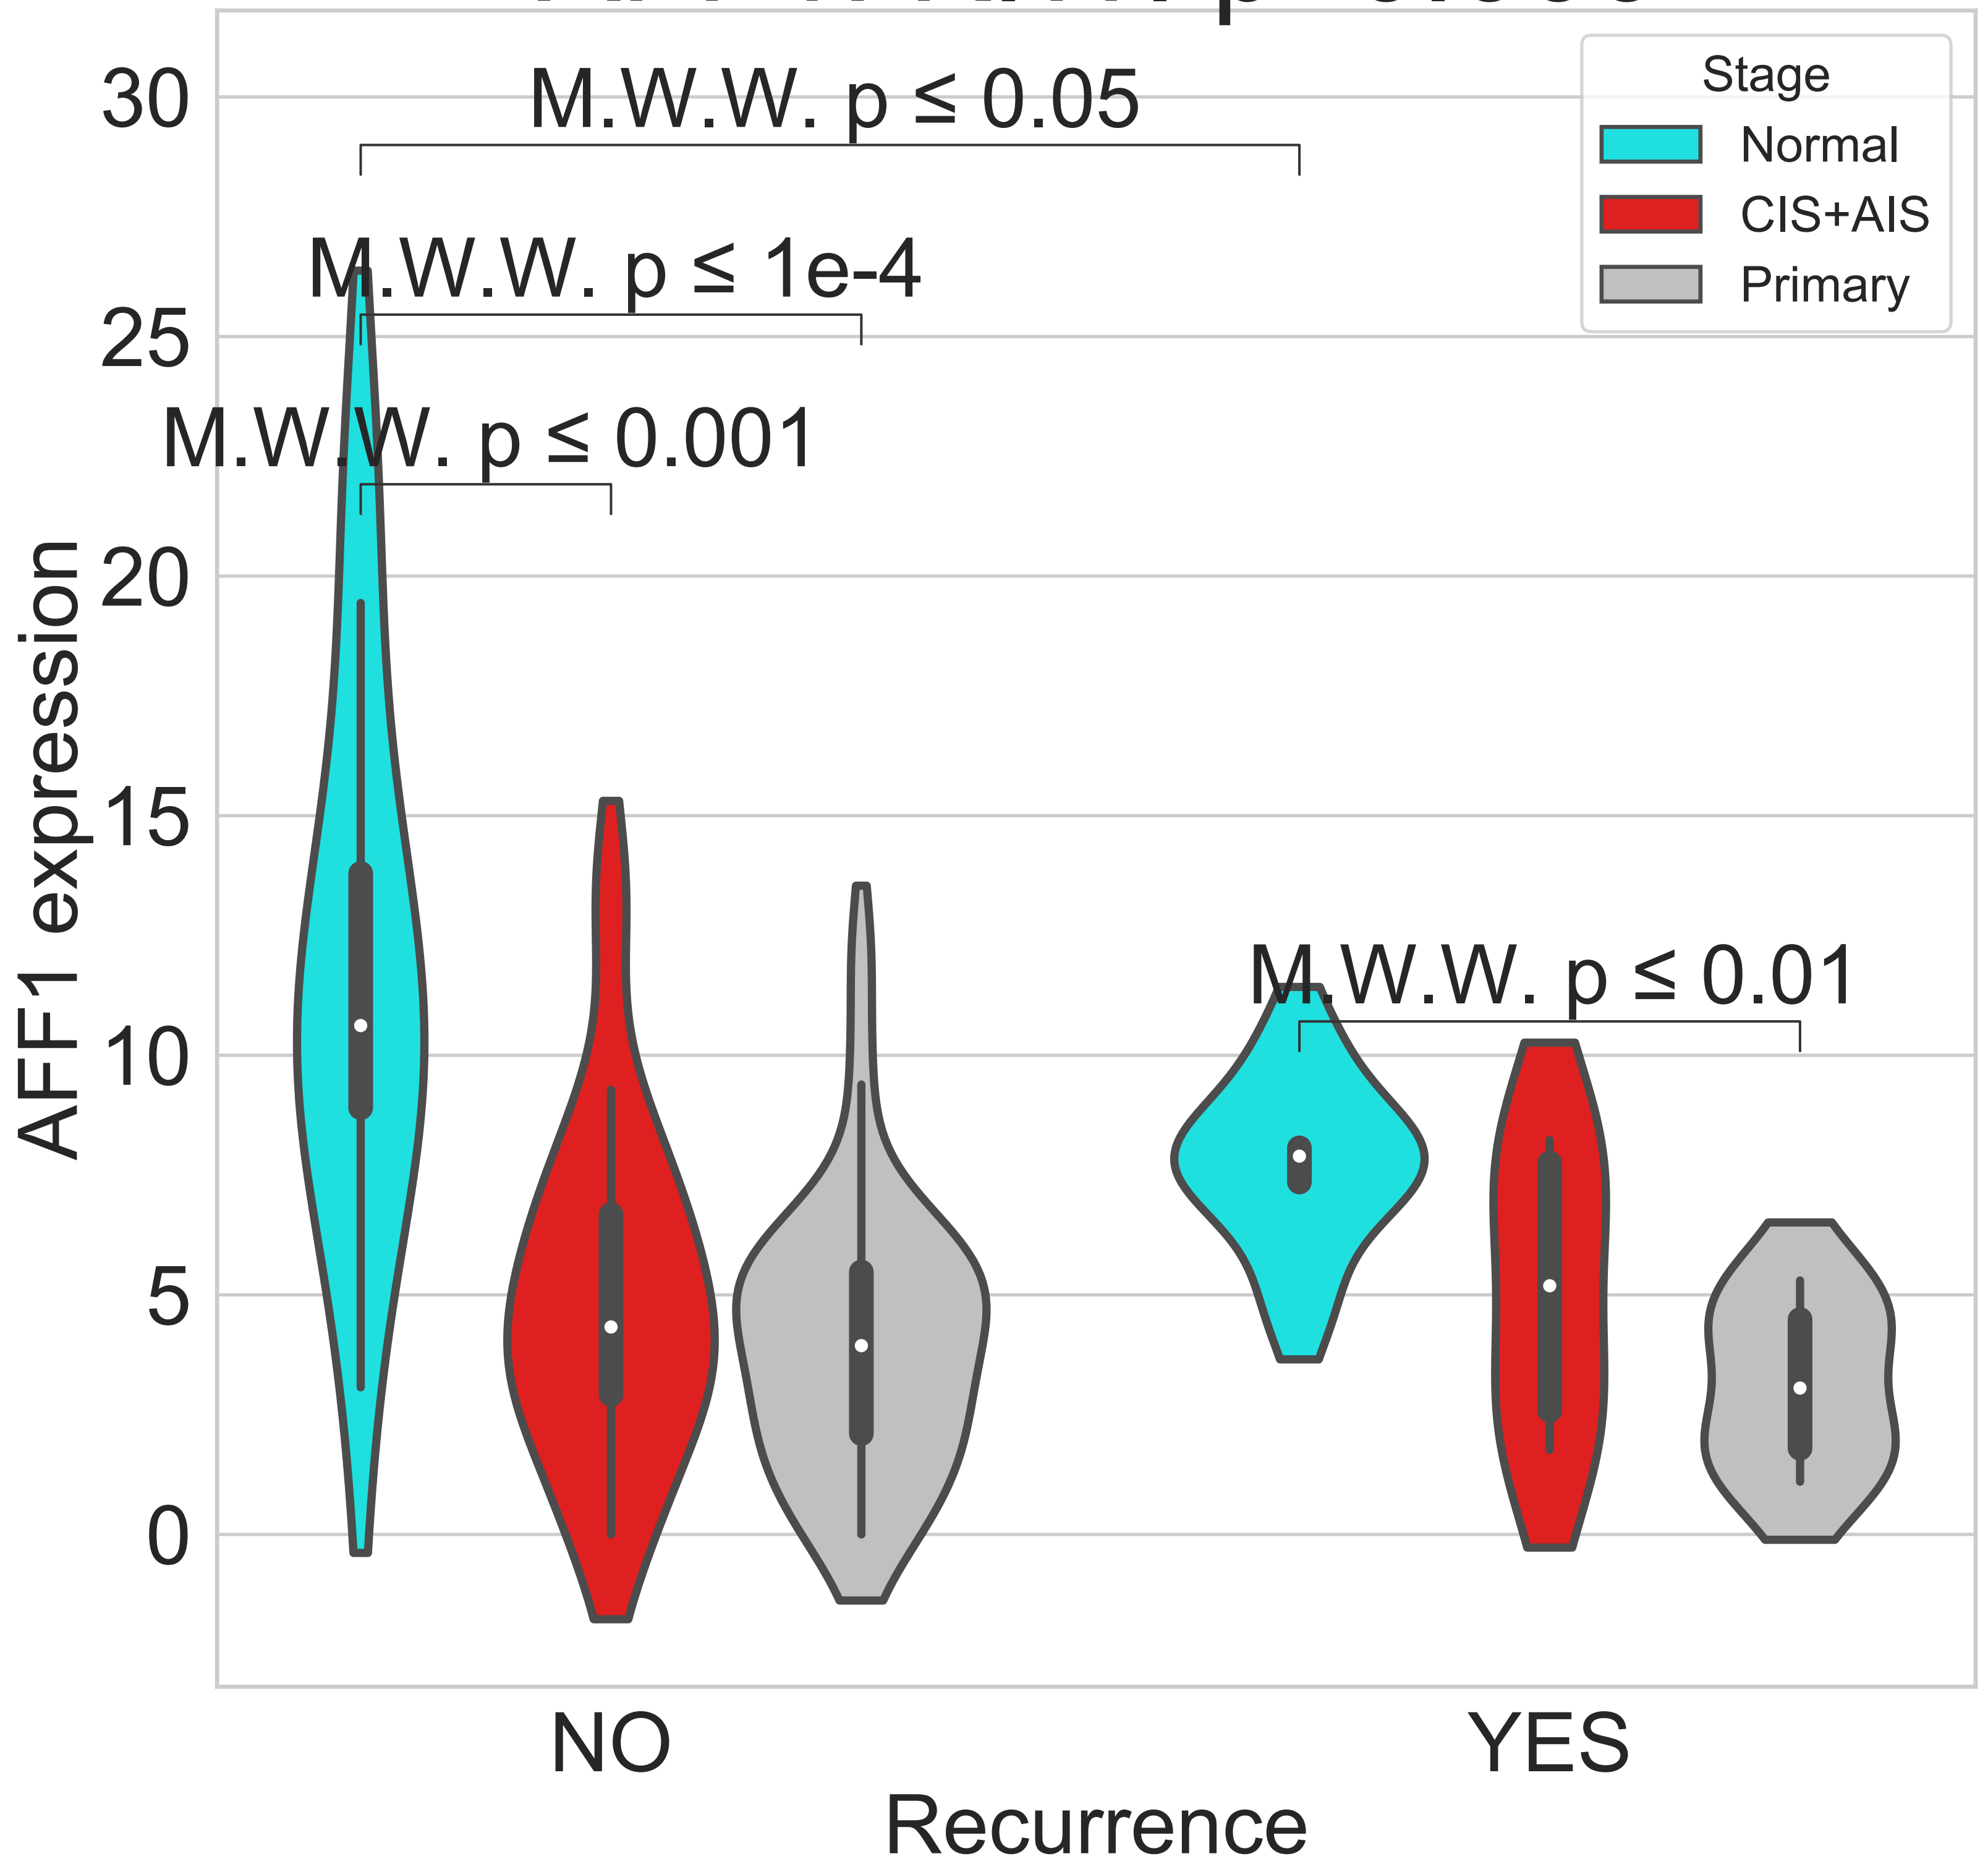 30
25
20
15
10
5
0
AFF1 expression
M.W.W. p ≤ 0.05
M.W.W. p ≤ 1e-4
M.W.W. p ≤ 0.001
M.W.W. p ≤ 0.01
Stage
Normal
CIS+AIS
Primary
NO
YES
Recurrence